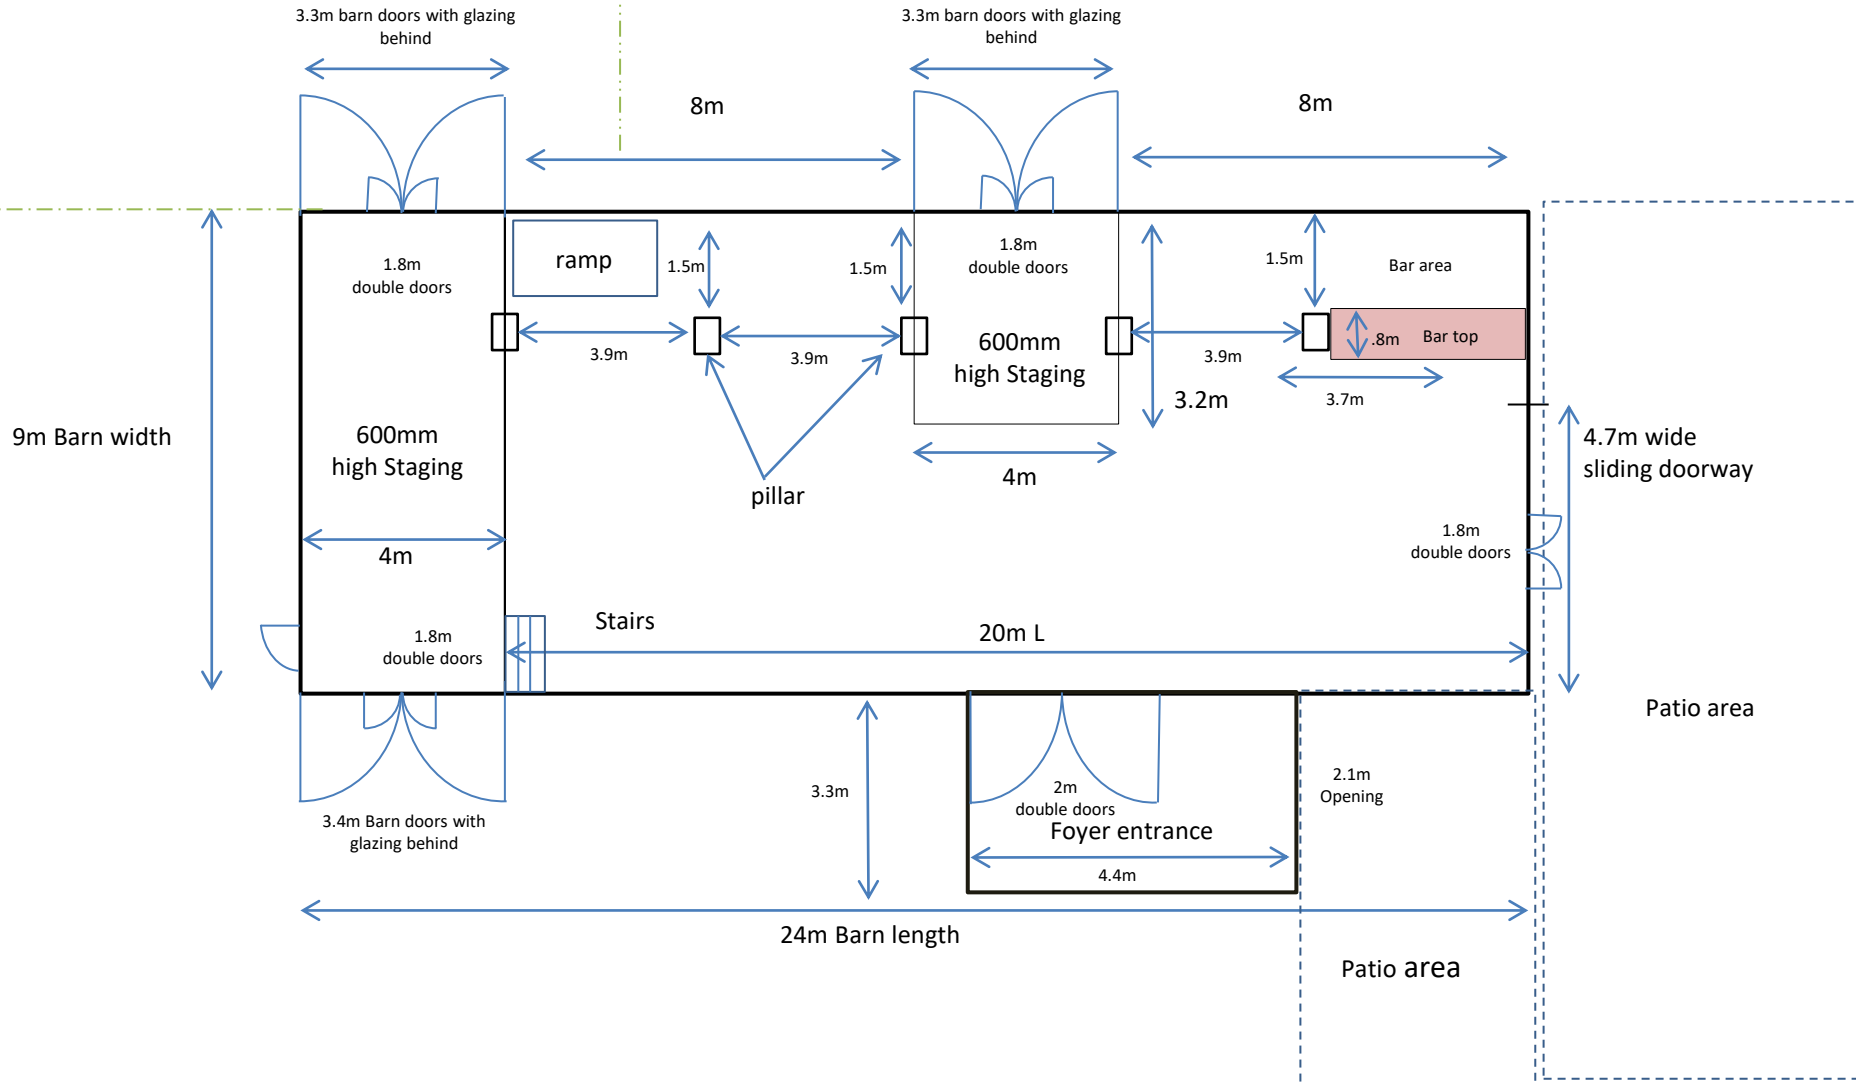 3.3m barn doors with glazing
behind
3.3m barn doors with glazing
behind
8m
8m
1.8m
double doors
ramp
1.5m
1.5m
1.8m
double doors
1.5m
Bar area
3.9m
3.9m
600mm
high Staging
3.9m
.8m
Bar top
3.7m
3.2m
9m Barn width
600mm
high Staging
4m
pillar
4.7m wide
sliding doorway
4m
1.8m
double doors
1.8m
double doors
Stairs
20m L
Patio area
3.3m
2m
double doors
Foyer entrance
4.4m
2.1m
Opening
3.4m Barn doors with
glazing behind
24m Barn length
Patio area